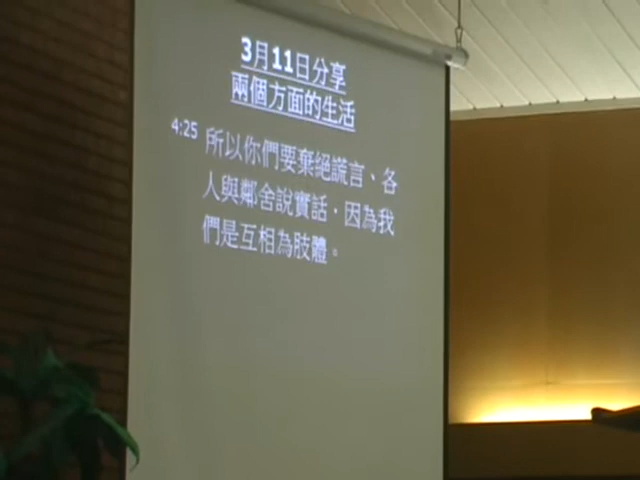 3月11日分享
兩個方面的生活
4:25 所以你們要棄絕謊言、各
人與鄰舍說實話．因為我
們是互相為肢體。